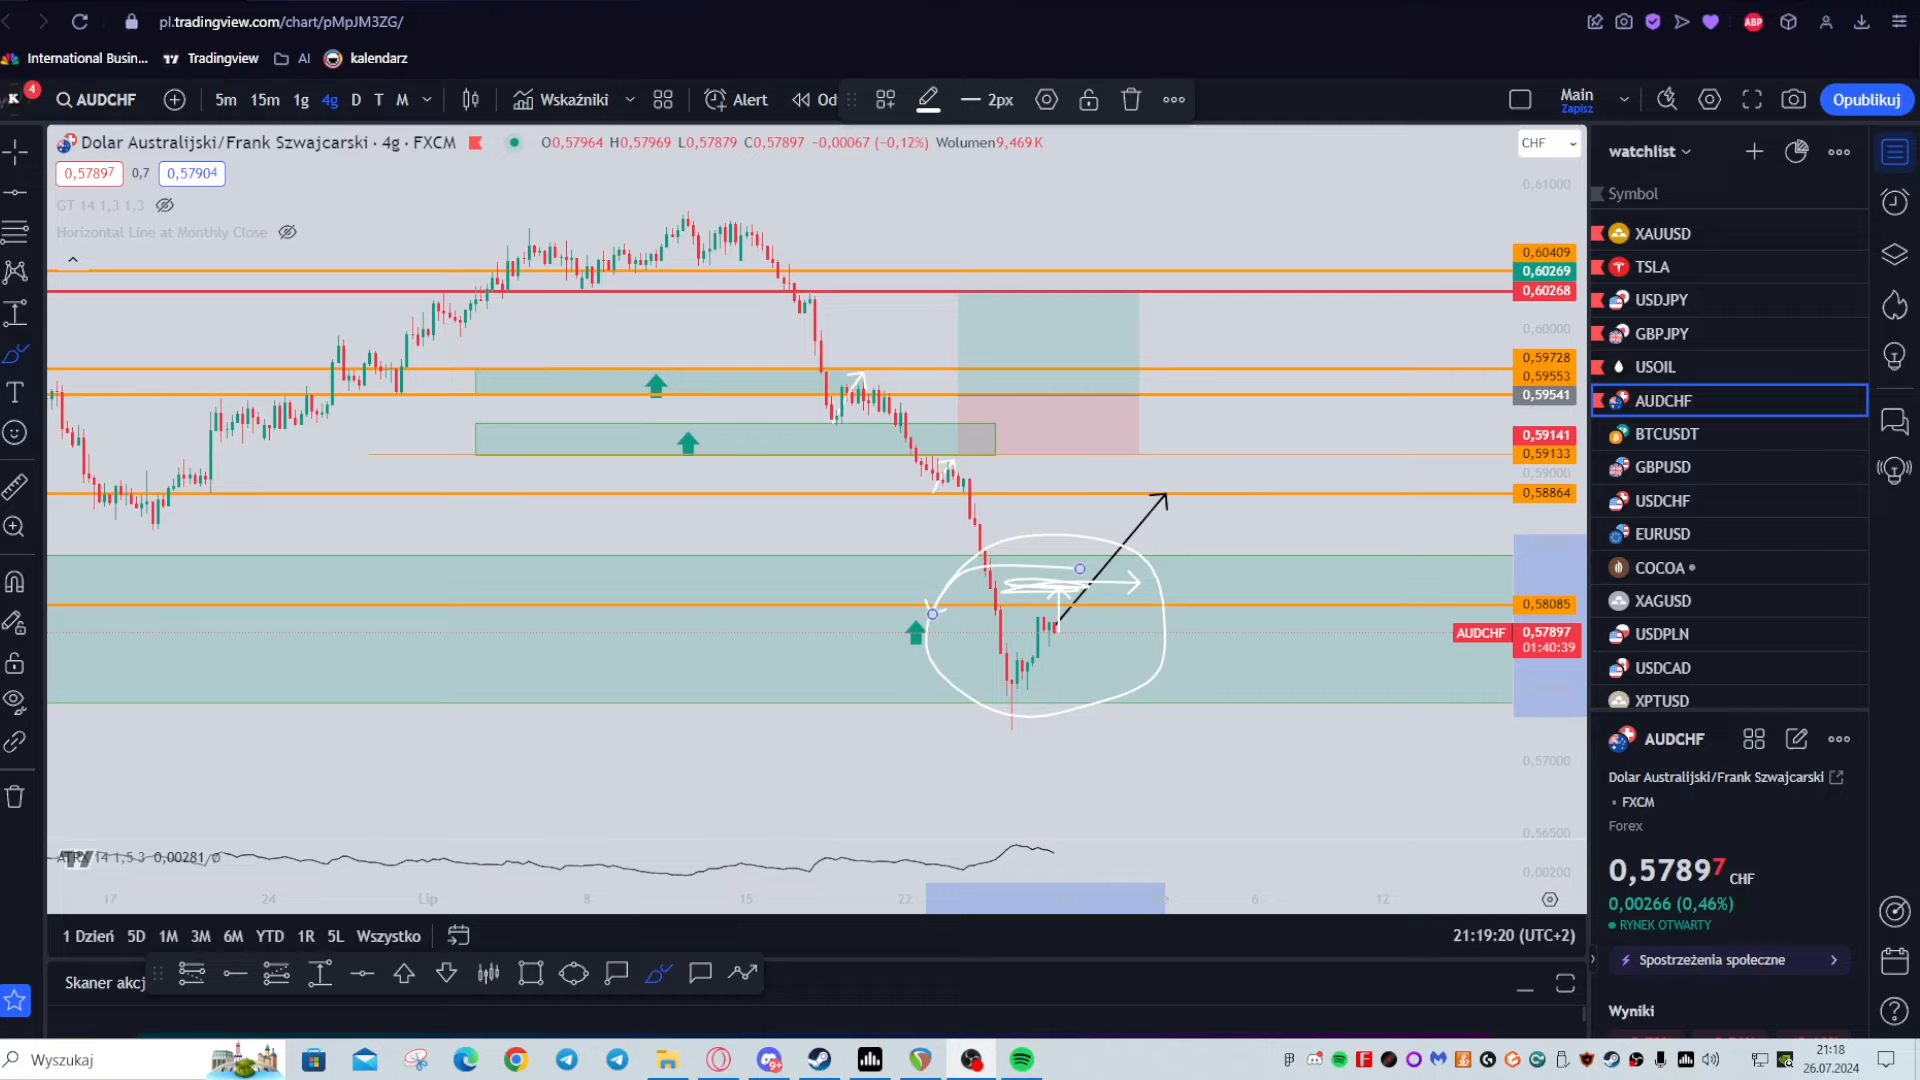 pl.tradingview.com/chart/pMpJM3ZG/
ABP
International Busin...
Tradingview
AI
kalendarz
K
4
AUDCHF
5m
15m
1g
4g
D
T
M
Wskaźniki
Alert
Od
2px
Main
Zapisz
Opublikuj
Dolar Australijski/Frank Szwajcarski · 4g · FXCM
O0,57964 H0,57969 L0,57879 C0,57897 −0,00067 (−0,12%) Wolumen9,469K
CHF
0,57897
0,7
0,57904
GT 14 1,3 1,3
Horizontal Line at Monthly Close
0,61000
0,60409
0,60269
0,60268
0,60000
0,59728
0,59553
0,59541
0,59141
0,59133
0,59000
0,58864
0,58085
AUDCHF
0,57897
01:40:39
0,57000
0,56500
0,00200
ATRX 14 1,5 3 0,00281 ∅
17
24
Lip
8
15
22
6
12
1 Dzień
5D
1M
3M
6M
YTD
1R
5L
Wszystko
21:19:20 (UTC+2)
Skaner akcj
watchlist
Symbol
XAUUSD
TSLA
USDJPY
GBPJPY
USOIL
AUDCHF
BTCUSDT
GBPUSD
USDCHF
EURUSD
COCOA
XAGUSD
USDPLN
USDCAD
XPTUSD
AUDCHF
Dolar Australijski/Frank Szwajcarski
• FXCM
Forex
0,57897 CHF
0,00266 (0,46%)
RYNEK OTWARTY
Spostrzeżenia społeczne
Wyniki
Wyszukaj
9+
21:18
26.07.2024